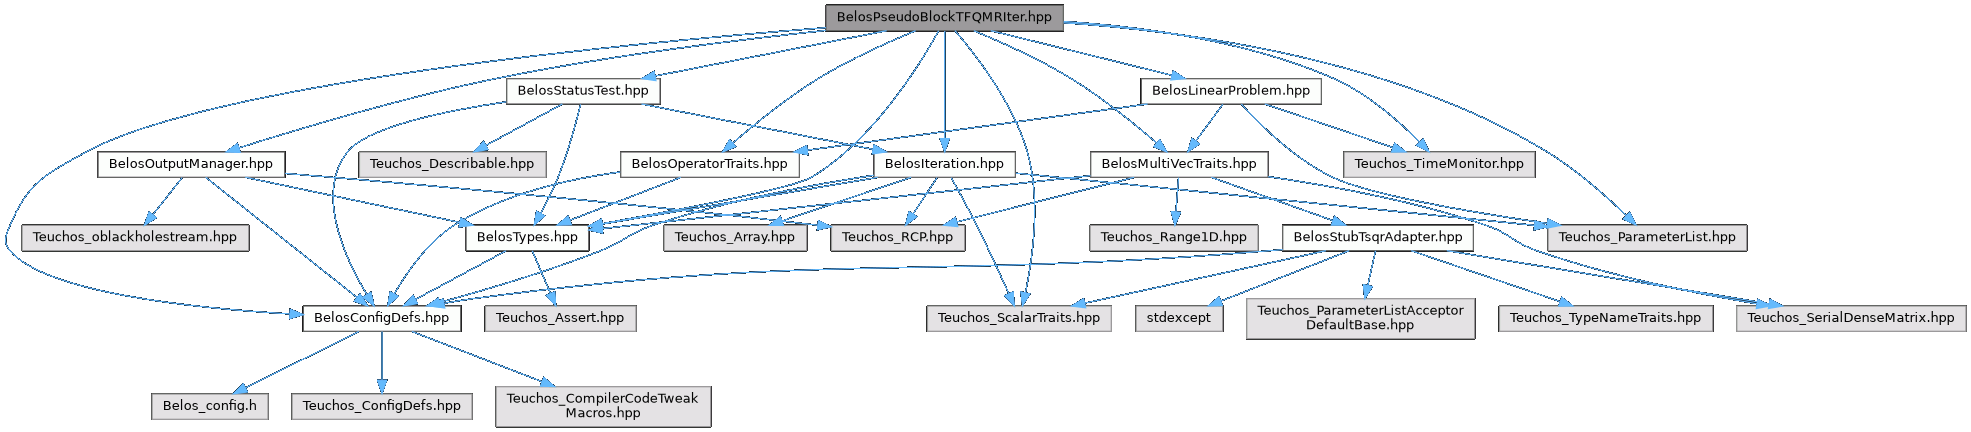 BelosPseudoBlockTFQMRIter.hpp
BelosStatusTest.hpp
BelosLinearProblem.hpp
BelosOutputManager.hpp
Teuchos_Describable.hpp
BelosOperatorTraits.hpp
BelosIteration.hpp
BelosMultiVecTraits.hpp
Teuchos_TimeMonitor.hpp
Teuchos_oblackholestream.hpp
BelosTypes.hpp
Teuchos_Array.hpp
Teuchos_RCP.hpp
Teuchos_Range1D.hpp
BelosStubTsqrAdapter.hpp
Teuchos_ParameterList.hpp
BelosConfigDefs.hpp
Teuchos_Assert.hpp
Teuchos_ScalarTraits.hpp
stdexcept
Teuchos_ParameterListAcceptor
DefaultBase.hpp
Teuchos_TypeNameTraits.hpp
Teuchos_SerialDenseMatrix.hpp
Belos_config.h
Teuchos_ConfigDefs.hpp
Teuchos_CompilerCodeTweak
Macros.hpp